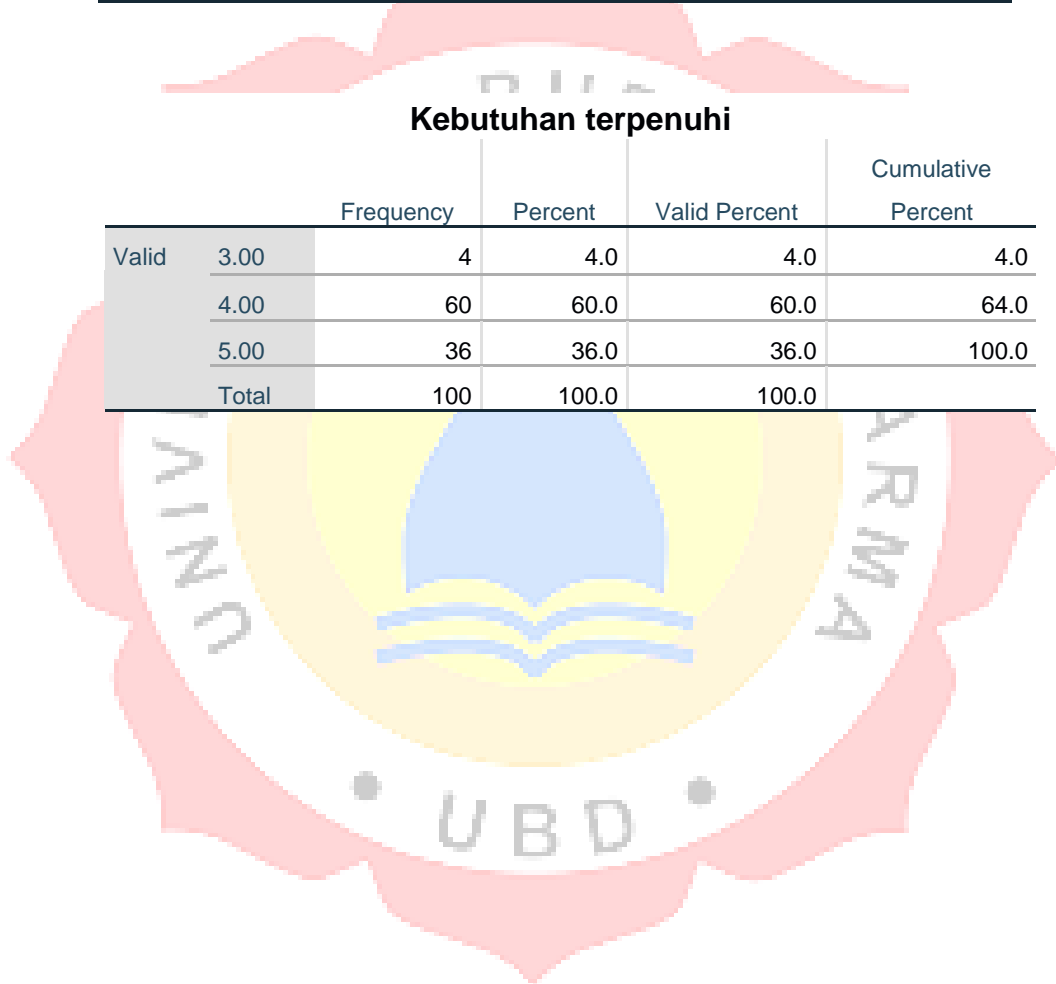 Kebutuhan terpenuhi
Frequency Percent Valid Percent Cumulative Percent
Valid 3.00 4 4.0 4.0 4.0
4.00 60 60.0 60.0 64.0
5.00 36 36.0 36.0 100.0
Total 100 100.0 100.0
UBD